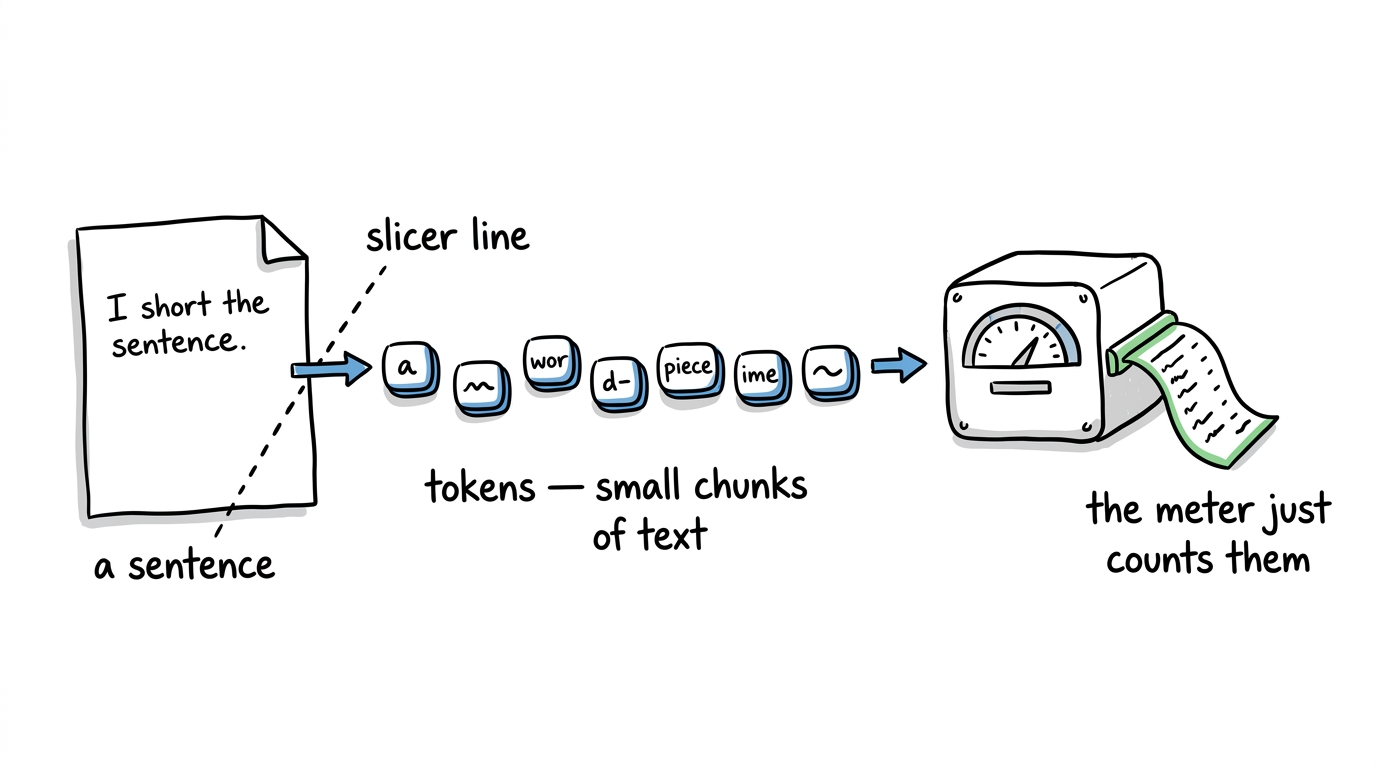 slicer line
I short the
sentence.
a
wor
d-
piece
ime
~
tokens — small chunks
of text
a sentence
the meter just
counts them